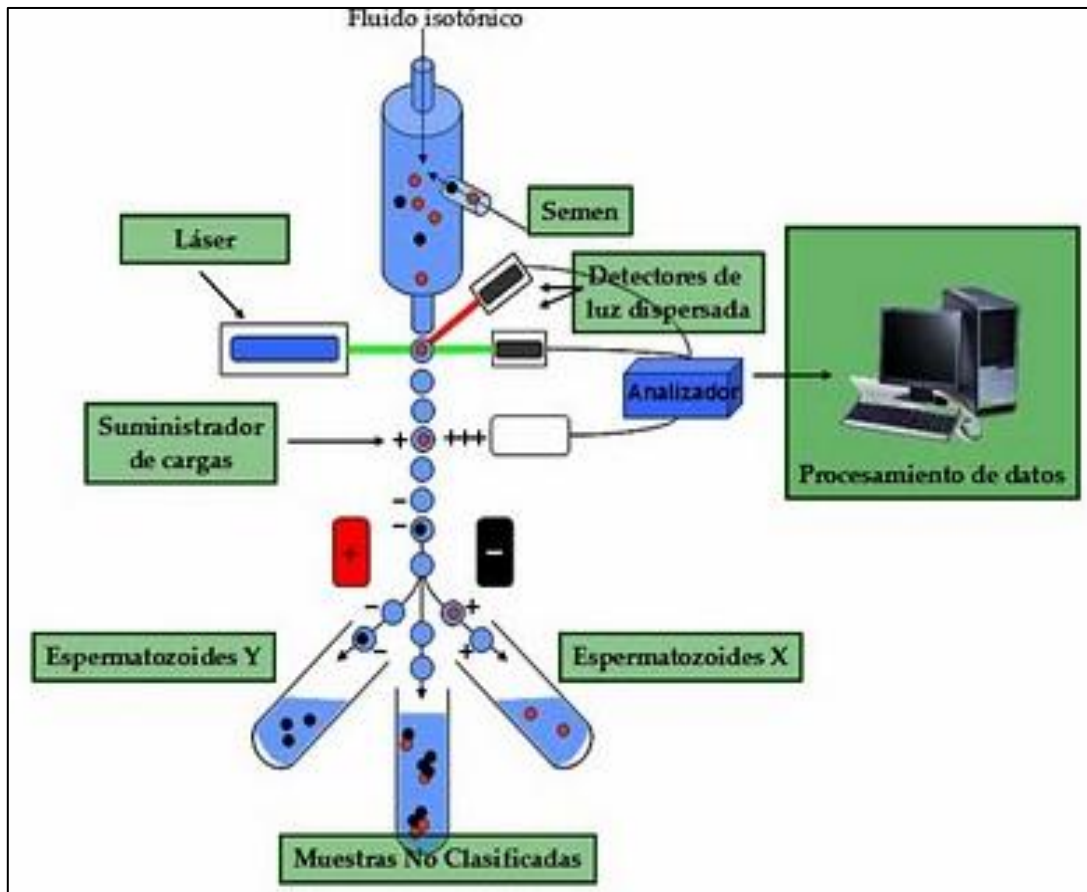 Fluido isotónico
Semen
Láser
Detectores de
luz dispersada
Analizador
Suministrador
de cargas
+ +++
Procesamiento de datos
−
−
+ −
− +
− +
Espermatozoides Y
Espermatozoides X
Muestras No Clasificadas